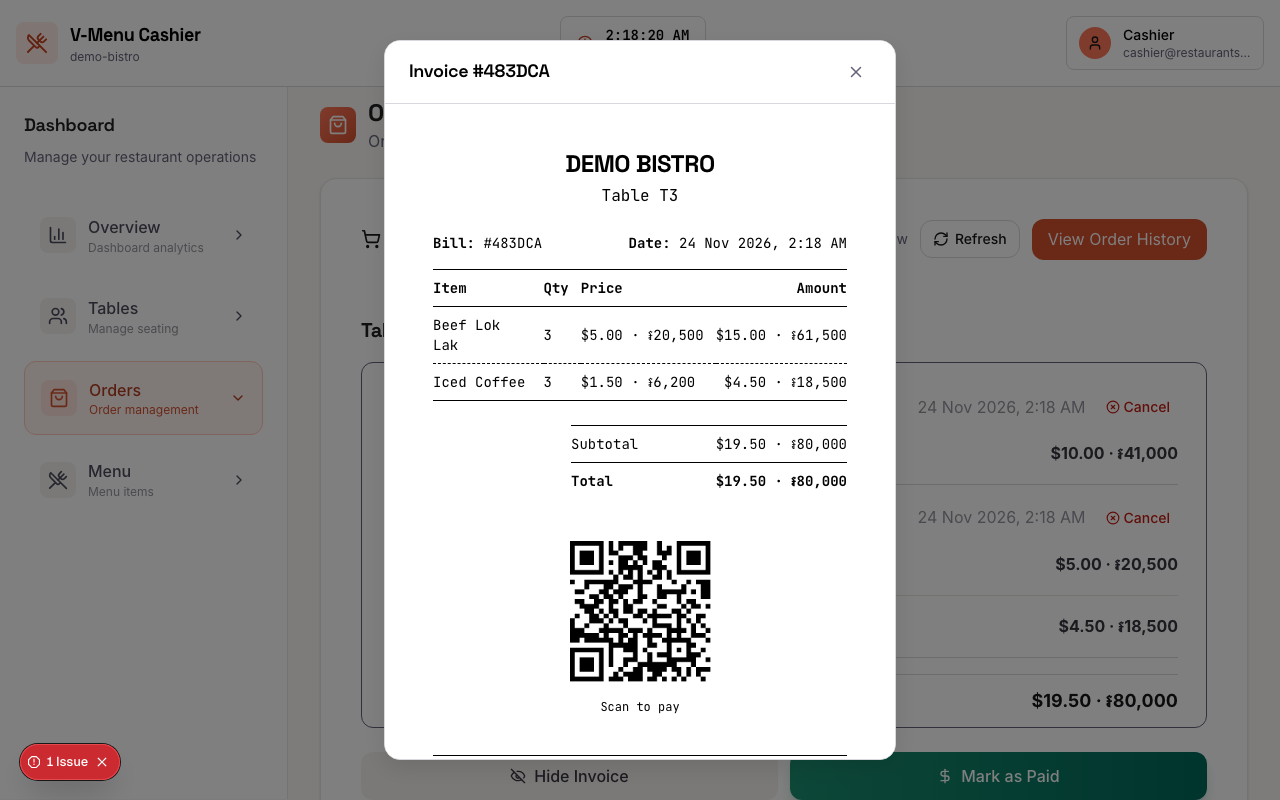 V-Menu Cashier
demo-bistro
2:18:20 AM
Cashier
cashier@restaurants...
Dashboard
Manage your restaurant operations
Overview
Dashboard analytics
Tables
Manage seating
Orders
Order management
Menu
Menu items
Refresh
View Order History
24 Nov 2026, 2:18 AM
Cancel
$10.00 · ៛41,000
24 Nov 2026, 2:18 AM
Cancel
$5.00 · ៛20,500
$4.50 · ៛18,500
$19.50 · ៛80,000
Hide Invoice
Mark as Paid
1 Issue
Invoice #483DCA
DEMO BISTRO
Table T3
Bill: #483DCA Date: 24 Nov 2026, 2:18 AM
Item Qty Price Amount
Beef Lok
Lak
3 $5.00 · ៛20,500 $15.00 · ៛61,500
Iced Coffee 3 $1.50 · ៛6,200 $4.50 · ៛18,500
Subtotal $19.50 · ៛80,000
Total $19.50 · ៛80,000
Scan to pay